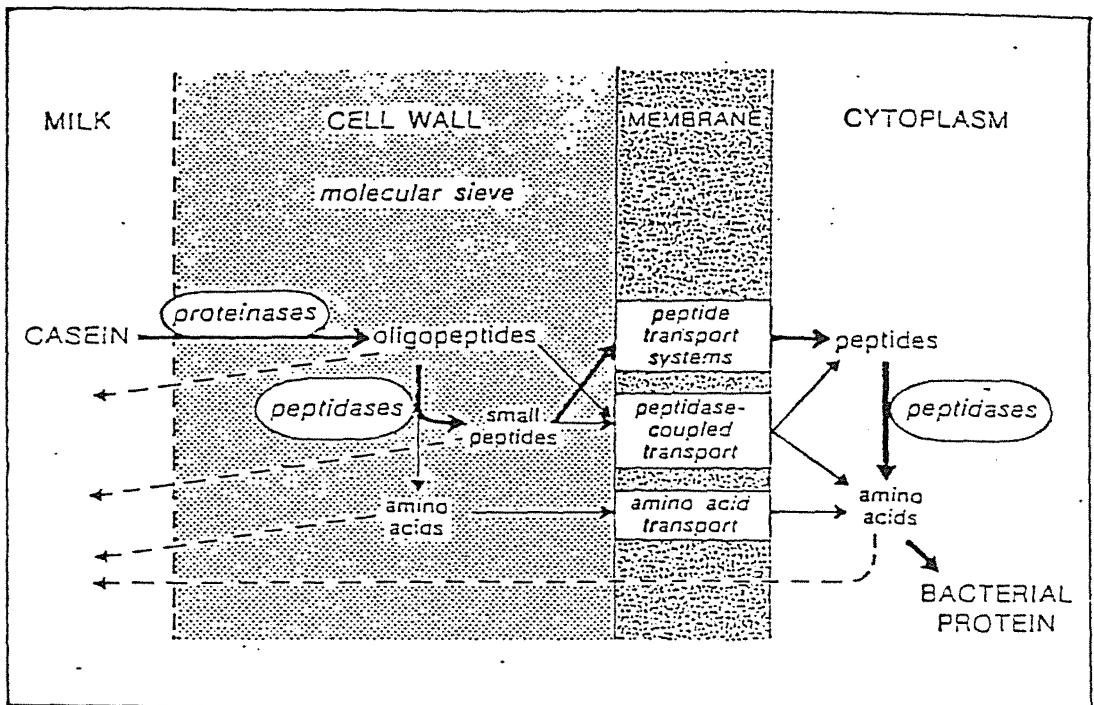 MILK
CELL WALL
MEMBRANE
CYTOPLASM
molecular sieve
proteinases
CASEIN
oligopeptides
peptide
transport
systems
peptides
peptidases
small
peptides
peptidase-
coupled
transport
peptidases
amino
acids
amino acid
transport
amino
acids
BACTERIAL
PROTEIN